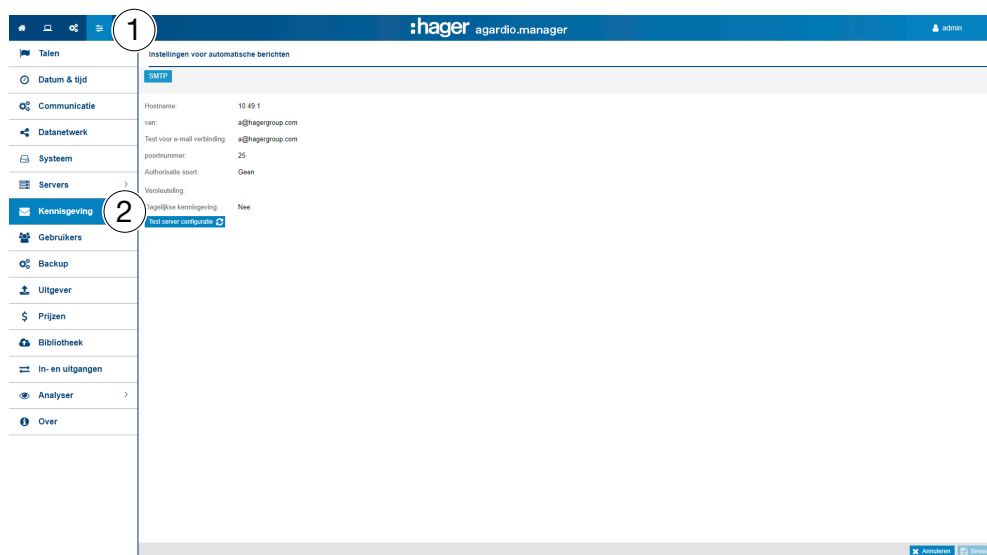 1
:hager agardio.manager
admin
Talen
Datum & tijd
Communicatie
Datanetwerk
Systeem
Servers
Kennisgeving
2
Gebruikers
Backup
Uitgever
Prijzen
Bibliotheek
In- en uitgangen
Analyser
Over
Instellingen voor automatische berichten
SMTP
Hostname: 10.49.1
van: a@hagergroup.com
Test voor e-mail verbinding: a@hagergroup.com
poortnummer: 25
Authorisatie soort: Geen
Versleuteling:
Dagelijkse kennisgeving: Nee
Test server configuratie
Annuleren